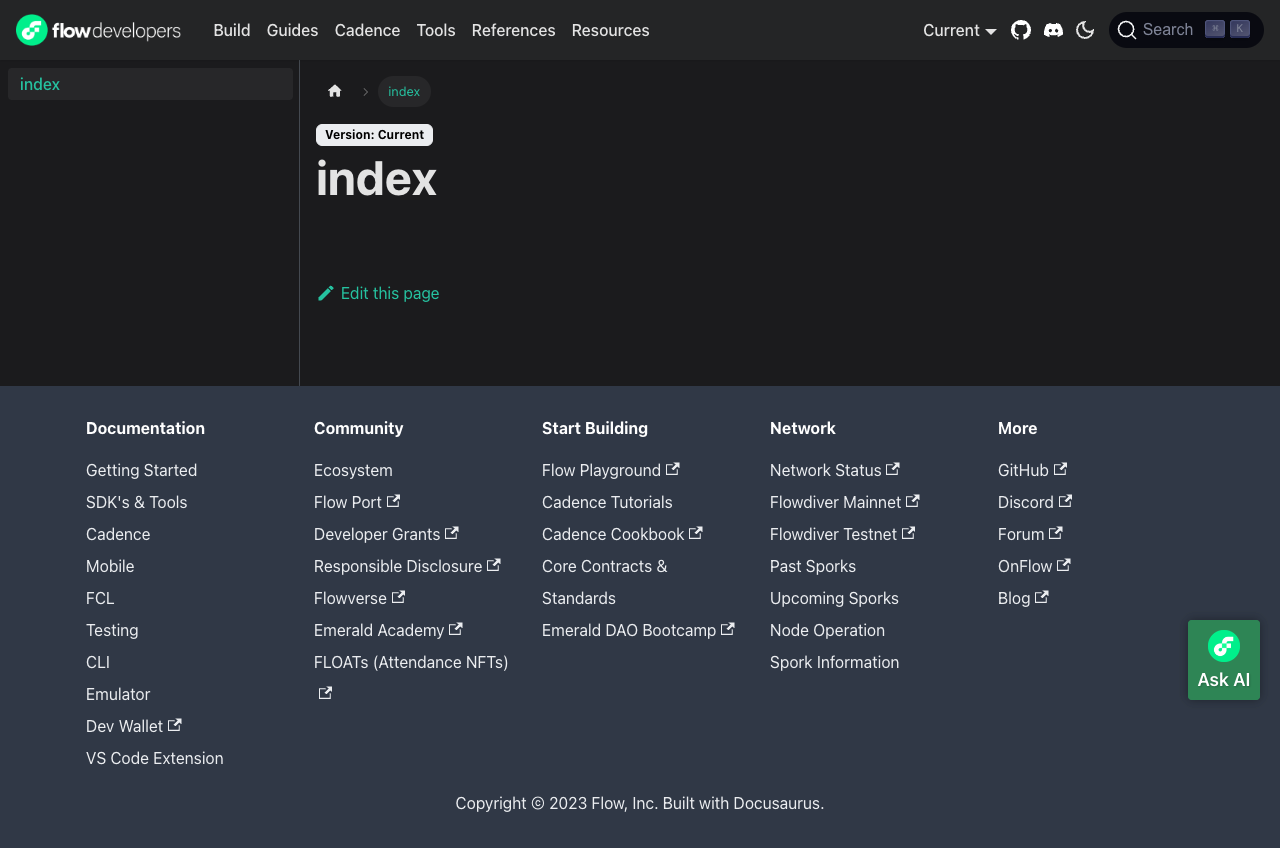 flowdevelopers Build Guides Cadence Tools References Resources Current Search ⌘ K
index
index
Version: Current
index
Edit this page
Documentation
Getting Started
SDK's & Tools
Cadence
Mobile
FCL
Testing
CLI
Emulator
Dev Wallet
VS Code Extension
Community
Ecosystem
Flow Port
Developer Grants
Responsible Disclosure
Flowverse
Emerald Academy
FLOATs (Attendance NFTs)
Start Building
Flow Playground
Cadence Tutorials
Cadence Cookbook
Core Contracts &
Standards
Emerald DAO Bootcamp
Network
Network Status
Flowdiver Mainnet
Flowdiver Testnet
Past Sporks
Upcoming Sporks
Node Operation
Spork Information
More
GitHub
Discord
Forum
OnFlow
Blog
Ask AI
Copyright © 2023 Flow, Inc. Built with Docusaurus.